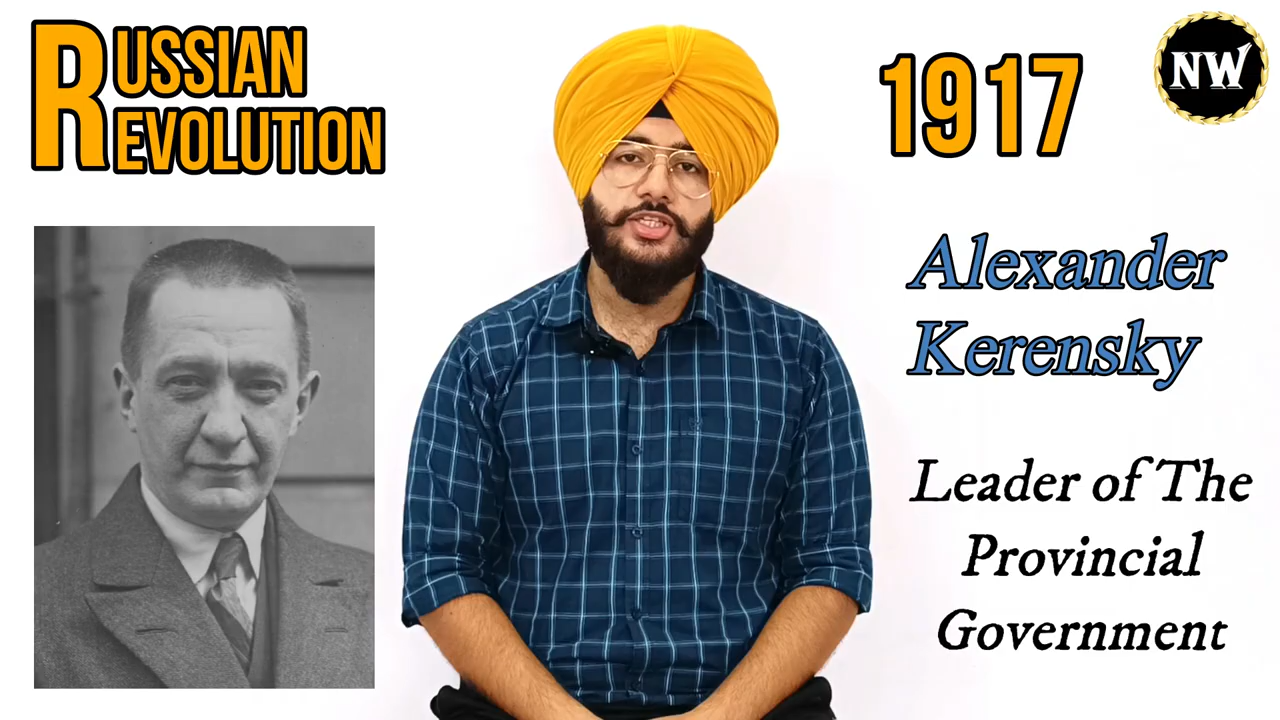 RUSSIAN
REVOLUTION
1917
NW
Alexander
Kerensky
Leader of The
Provincial
Government